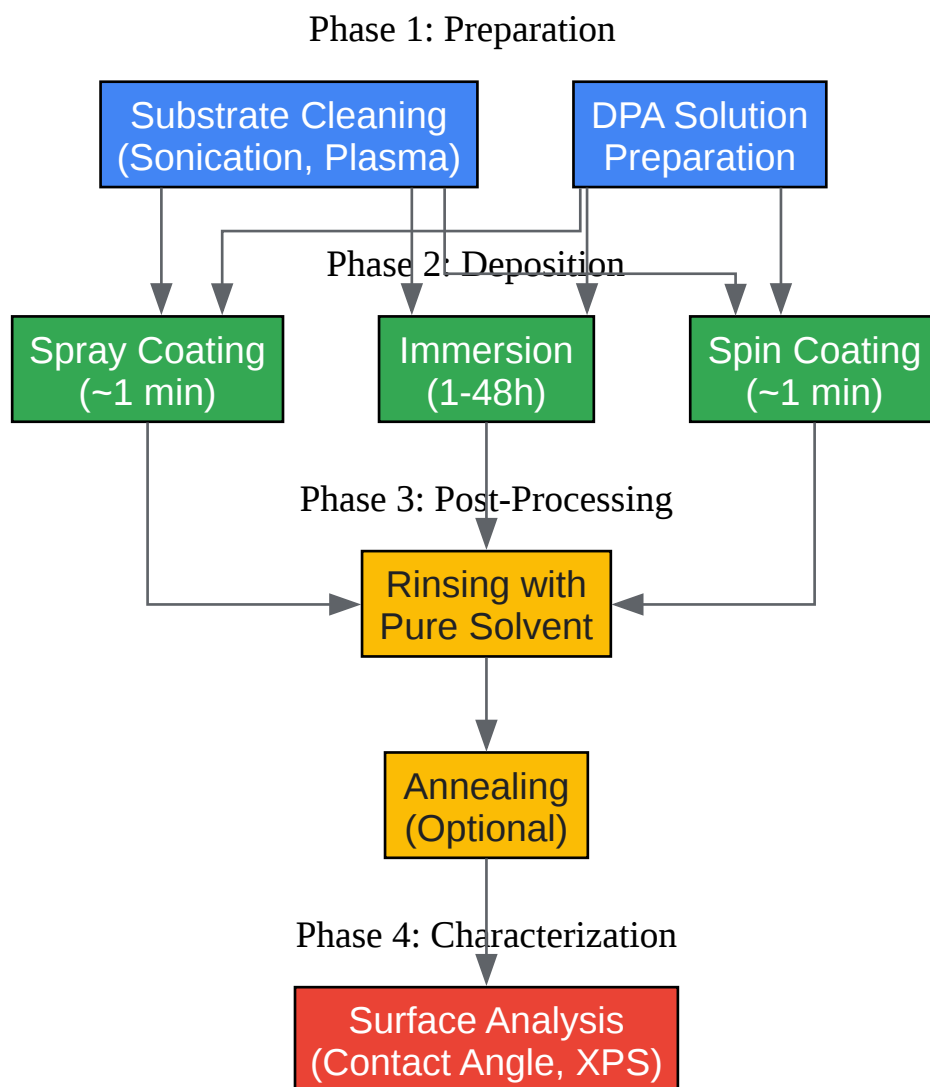 Phase 1: Preparation
Substrate Cleaning
(Sonication, Plasma)
DPA Solution
Preparation
Phase 2: Deposition
Spray Coating
(~1 min)
Immersion
(1-48h)
Spin Coating
(~1 min)
Phase 3: Post-Processing
Rinsing with
Pure Solvent
Annealing
(Optional)
Phase 4: Characterization
Surface Analysis
(Contact Angle, XPS)